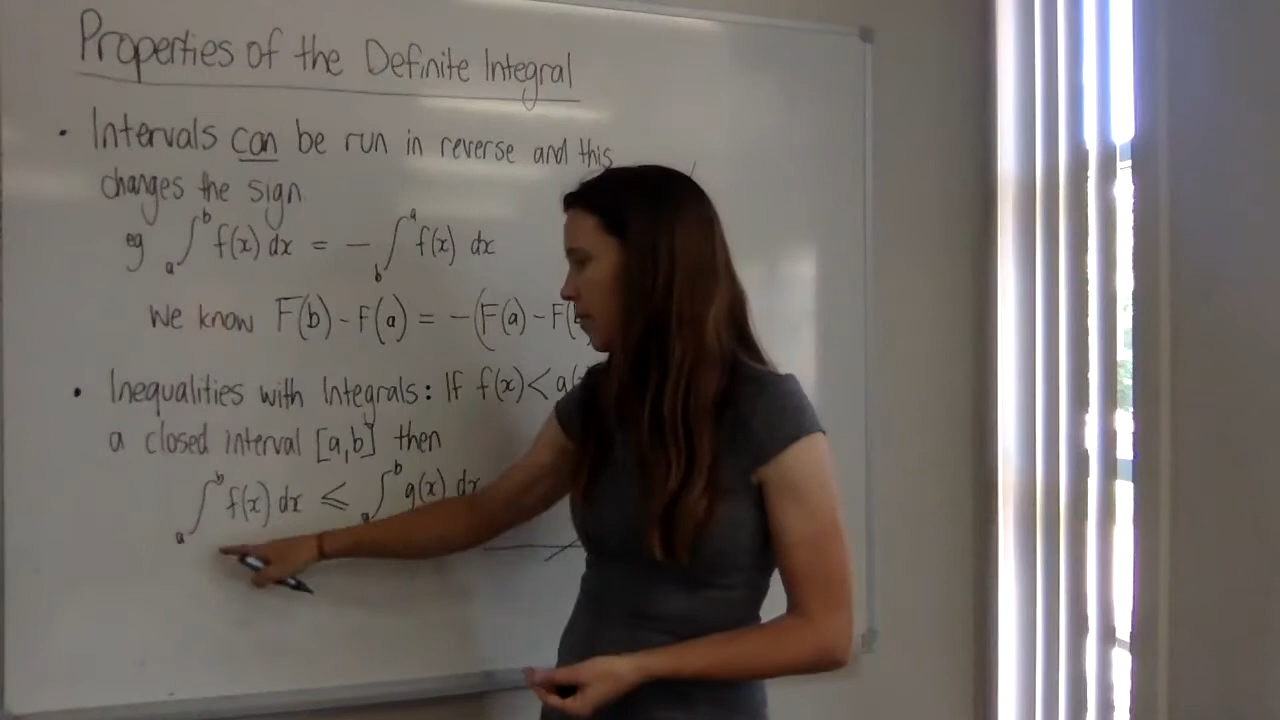 Properties of the Definite Integral
• Intervals can be run in reverse and this
changes the sign.
eg ∫ₐᵇ f(x) dx = - ∫ᵇᵃ f(x) dx
We know F(b) - F(a) = -(F(a) - F(
• Inequalities with Integrals: If f(x) <
a closed interval [a,b] then
∫ₐᵇ f(x) dx ≤ ∫ₐᵇ g(x) dx